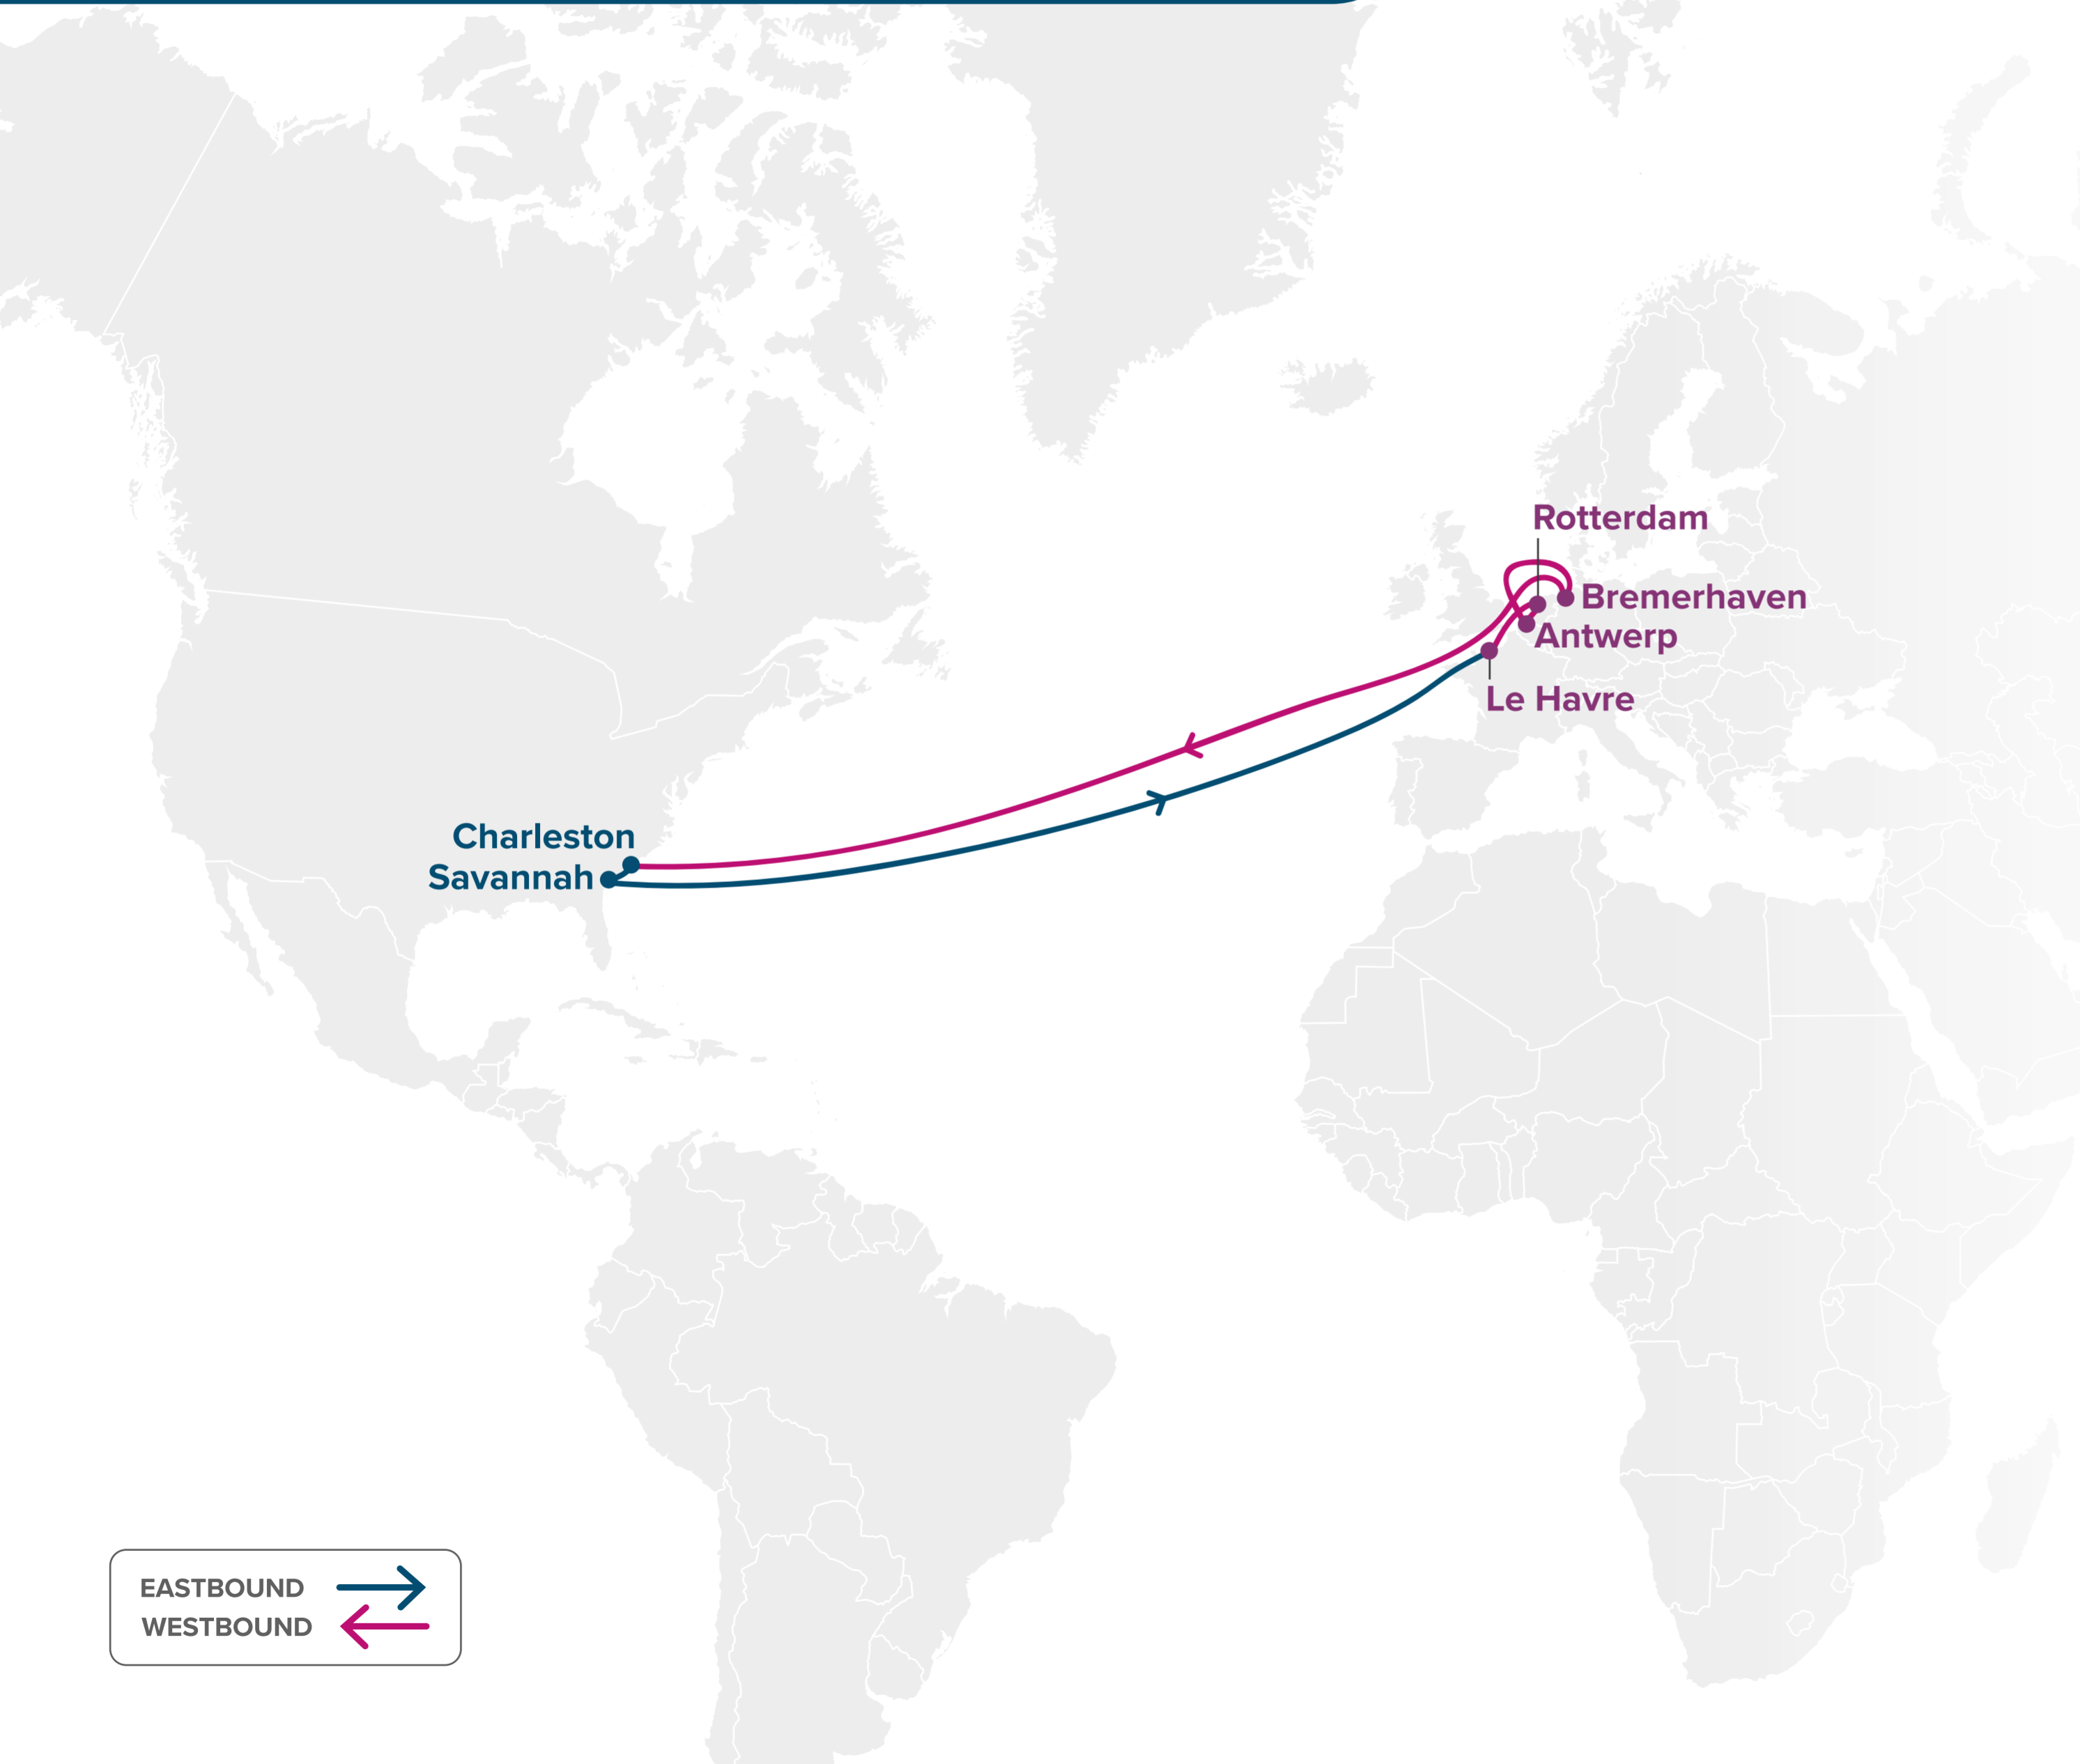 Rotterdam
Bremerhaven
Antwerp
Le Havre
Charleston
Savannah
EASTBOUND
WESTBOUND